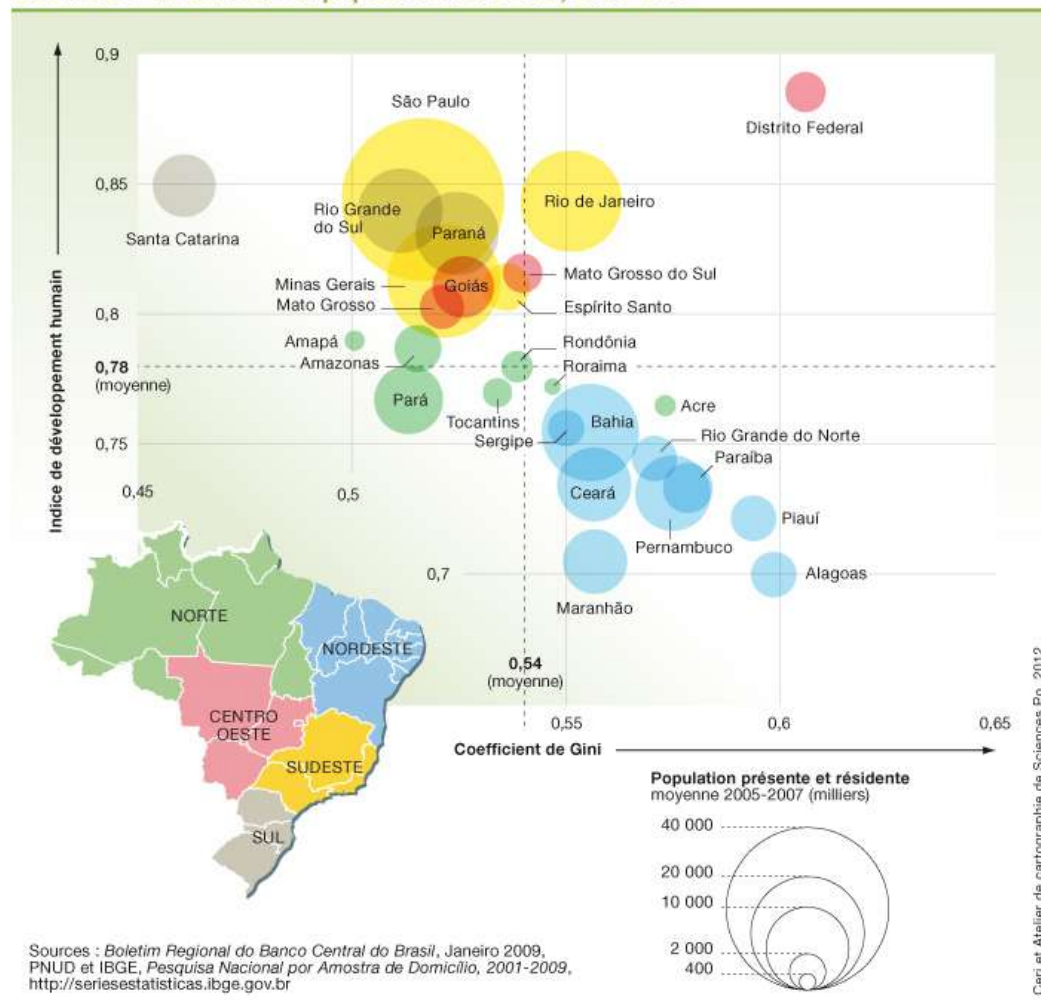 0,9
São Paulo
Distrito Federal
0,85
Rio Grande
do Sul
Rio de Janeiro
Paraná
Santa Catarina
Mato Grosso do Sul
Minas Gerais
Goiás
Mato Grosso
Espírito Santo
0,8
Amapá
Amazonas
Rondônia
0,78
(moyenne)
Roraima
Pará
Acre
Tocantins
Bahia
Sergipe
Rio Grande do Norte
0,75
Paraíba
0,45
0,5
Ceará
Piauí
Pernambuco
0,7
Alagoas
Maranhão
Indice de développement humain
0,54
(moyenne)
0,55
0,6
0,65
Coefficient de Gini
NORTE
NORDESTE
CENTRO
OESTE
SUDESTE
SUL
Population présente et résidente
moyenne 2005-2007 (milliers)
40 000
20 000
10 000
2 000
400
Sources : Boletim Regional do Banco Central do Brasil, Janeiro 2009,
PNUD et IBGE, Pesquisa Nacional por Amostra de Domicílio, 2001-2009,
http://seriesestatisticas.ibge.gov.br
Ceri et Atelier de cartographie de Sciences Po, 2012